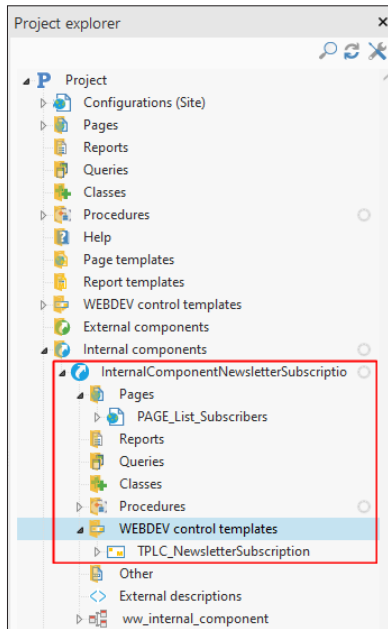 Project explorer
Project
Configurations (Site)
Pages
Reports
Queries
Classes
Procedures
Help
Page templates
Report templates
WEBDEV control templates
External components
Internal components
InternalComponentNewsletterSubscriptio
Pages
PAGE_List_Subscribers
Reports
Queries
Classes
Procedures
WEBDEV control templates
TPLC_NewsletterSubscription
Other
External descriptions
ww_internal_component